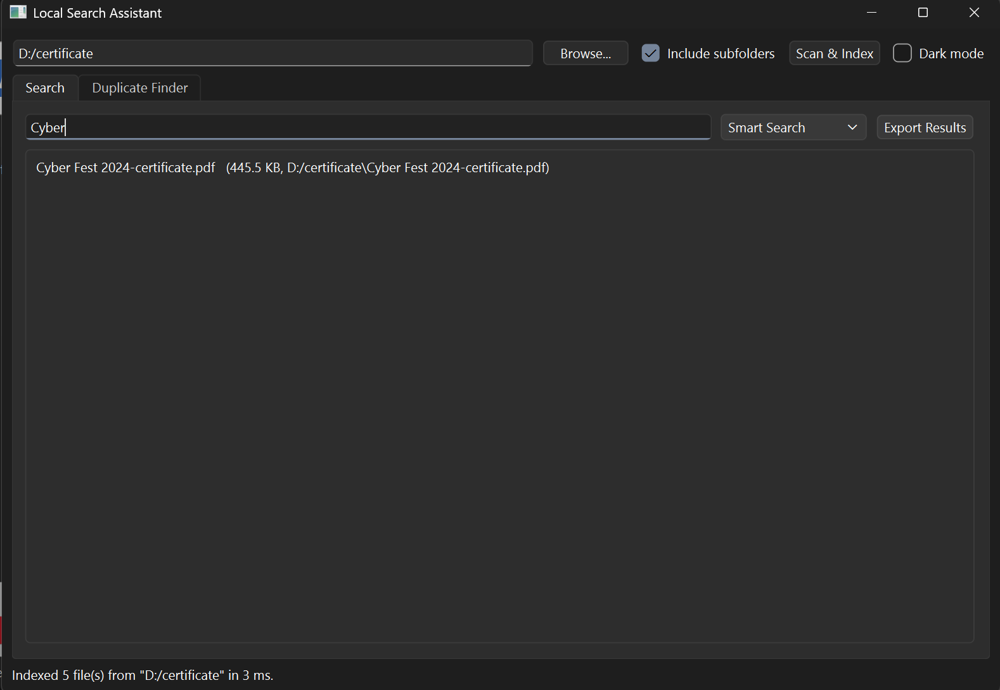 Local Search Assistant
D:/certificate Browse... Include subfolders Scan & Index Dark mode
Search Duplicate Finder
Cyber Smart Search Export Results
Cyber Fest 2024-certificate.pdf (445.5 KB, D:/certificate\Cyber Fest 2024-certificate.pdf)
Indexed 5 file(s) from "D:/certificate" in 3 ms.